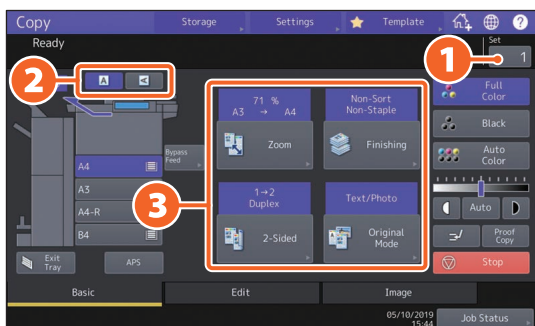 Copy
Storage
Settings
Template
?
Ready
Set
1
1
2
A
A
71 %
A3 → A4
Zoom
Non-Sort
Non-Staple
Finishing
Full
Color
Black
Auto
Color
Bypass
Feed
A4
A3
A4-R
B4
3
1→2
Duplex
2-Sided
Text/Photo
Original
Mode
Auto
Proof
Copy
Exit
Tray
APS
Stop
Basic
Edit
Image
05/10/2019
15:44
Job Status